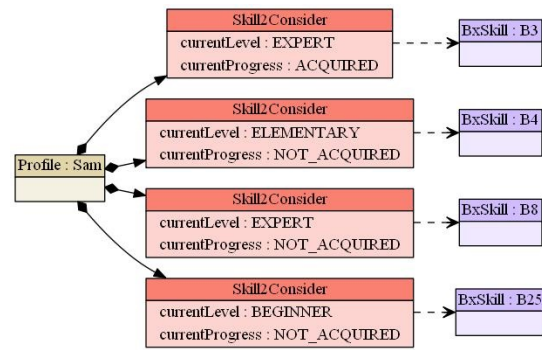 Skill2Consider
currentLevel : EXPERT
currentProgress : ACQUIRED
BxSkill : B3
Skill2Consider
currentLevel : ELEMENTARY
currentProgress : NOT_ACQUIRED
BxSkill : B4
Profile : Sam
Skill2Consider
currentLevel : EXPERT
currentProgress : NOT_ACQUIRED
BxSkill : B8
Skill2Consider
currentLevel : BEGINNER
currentProgress : NOT_ACQUIRED
BxSkill : B25